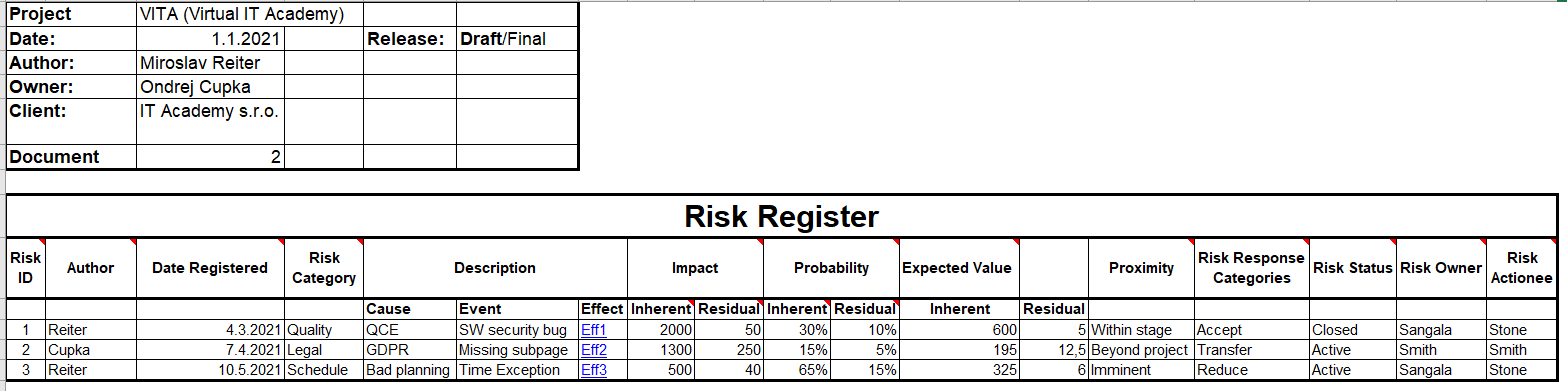 Project VITA (Virtual IT Academy)
Date: 1.1.2021 Release: Draft/Final
Author: Miroslav Reiter
Owner: Ondrej Cupka
Client: IT Academy s.r.o.
Document 2
Risk Register
Risk ID Author Date Registered Risk Category Description Impact Probability Expected Value Proximity Risk Response Categories Risk Status Risk Owner Risk Actionee
Cause Event Effect Inherent Residual Inherent Residual Inherent Residual
1 Reiter 4.3.2021 Quality QCE SW security bug Eff1 2000 50 30% 10% 600 5 Within stage Accept Closed Sangala Stone
2 Cupka 7.4.2021 Legal GDPR Missing subpage Eff2 1300 250 15% 5% 195 12,5 Beyond project Transfer Active Smith Smith
3 Reiter 10.5.2021 Schedule Bad planning Time Exception Eff3 500 40 65% 15% 325 6 Imminent Reduce Active Sangala Stone